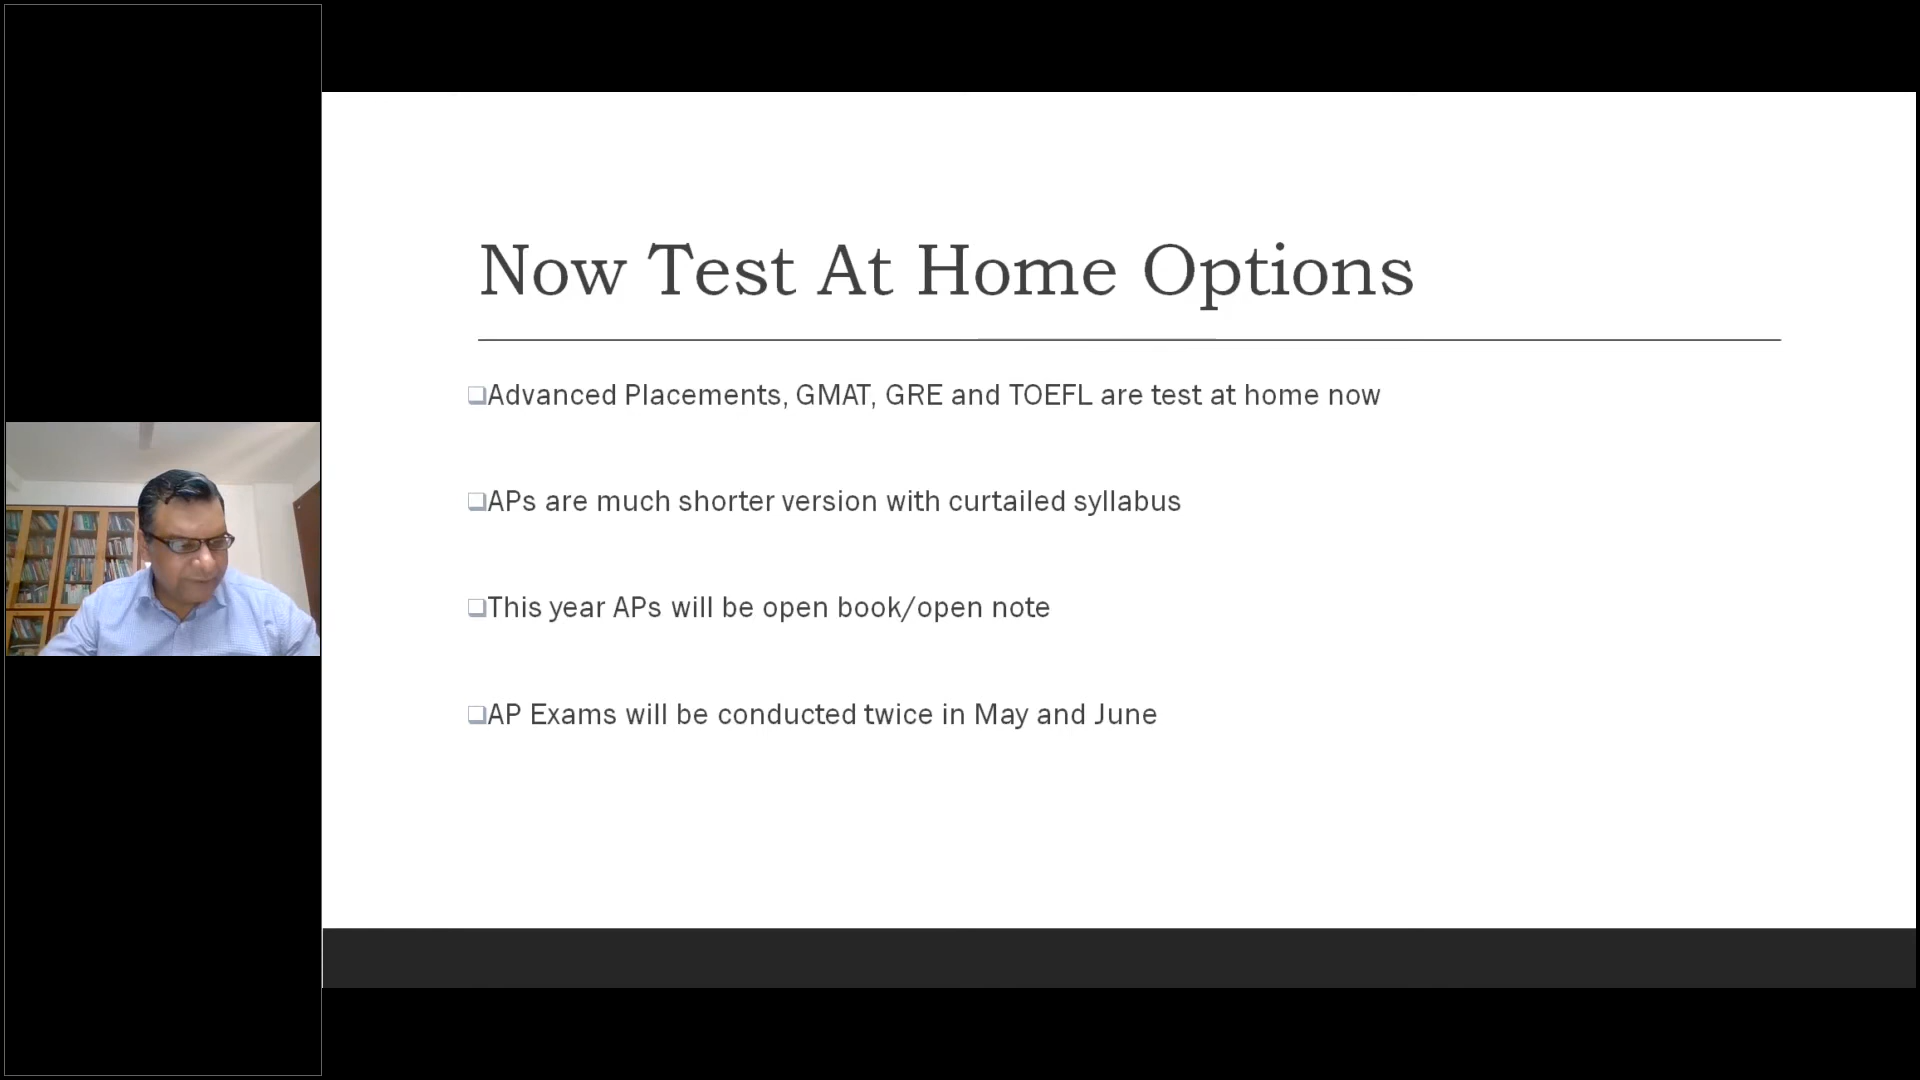 Now Test At Home Options
Advanced Placements, GMAT, GRE and TOEFL are test at home now
APs are much shorter version with curtailed syllabus
This year APs will be open book/open note
AP Exams will be conducted twice in May and June